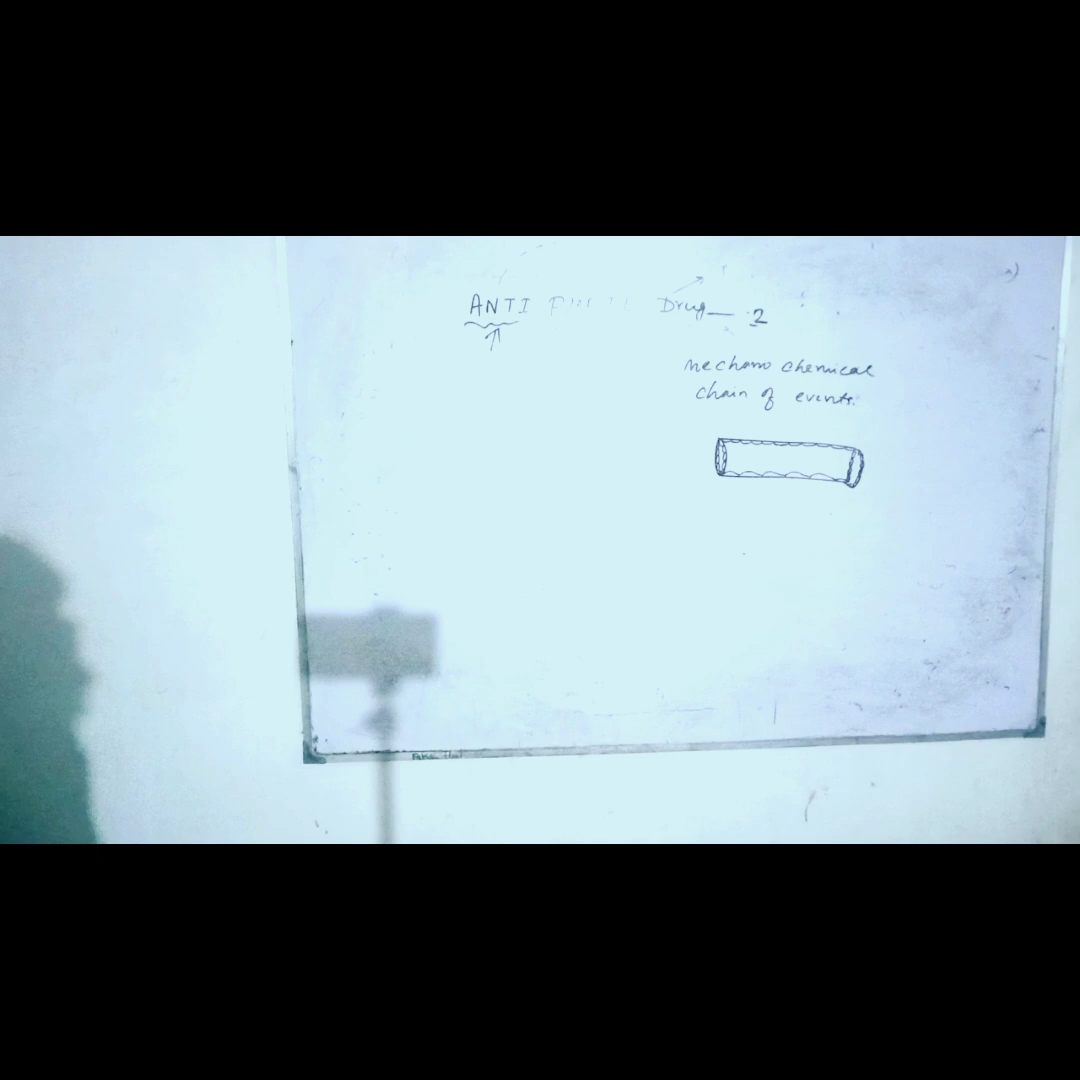 ANTI Drug — 2
mechano chemical
chain of events.